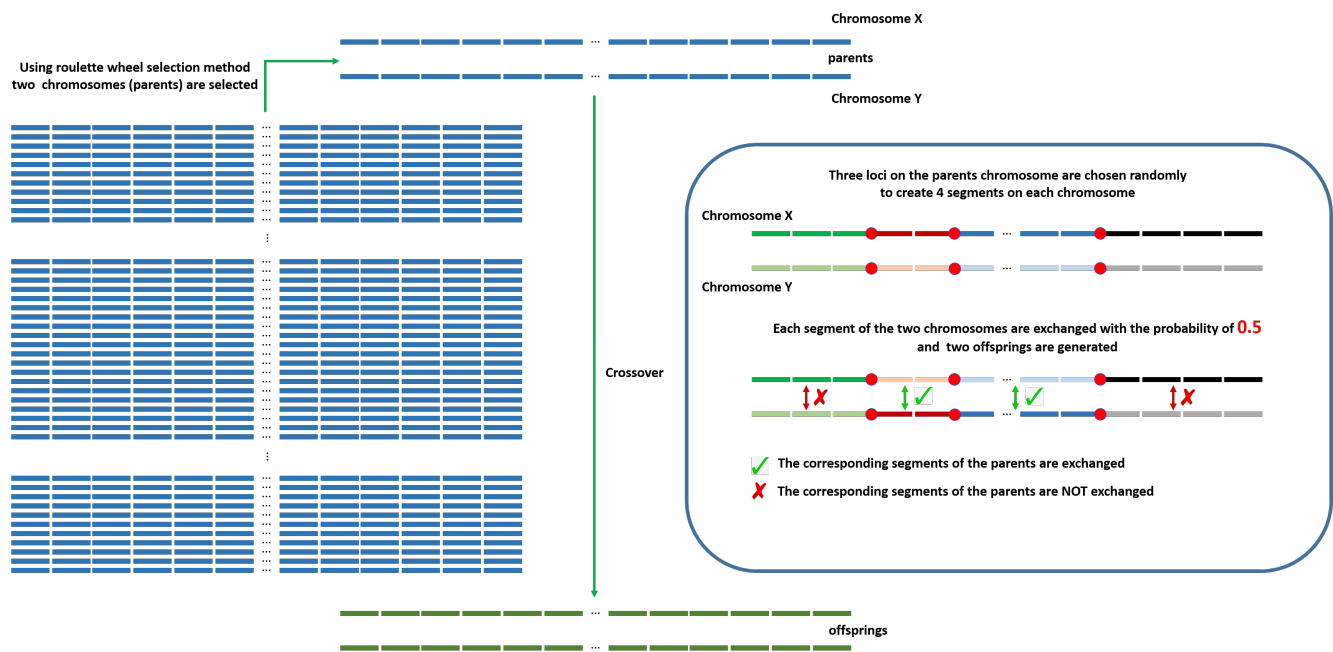 Chromosome X
parents
Chromosome Y
Using roulette wheel selection method
two chromosomes (parents) are selected
...
Crossover
Three loci on the parents chromosome are chosen randomly
to create 4 segments on each chromosome
Chromosome X
...
Chromosome Y
Each segment of the two chromosomes are exchanged with the probability of 0.5
and two offsprings are generated
...
The corresponding segments of the parents are exchanged
The corresponding segments of the parents are NOT exchanged
offsprings